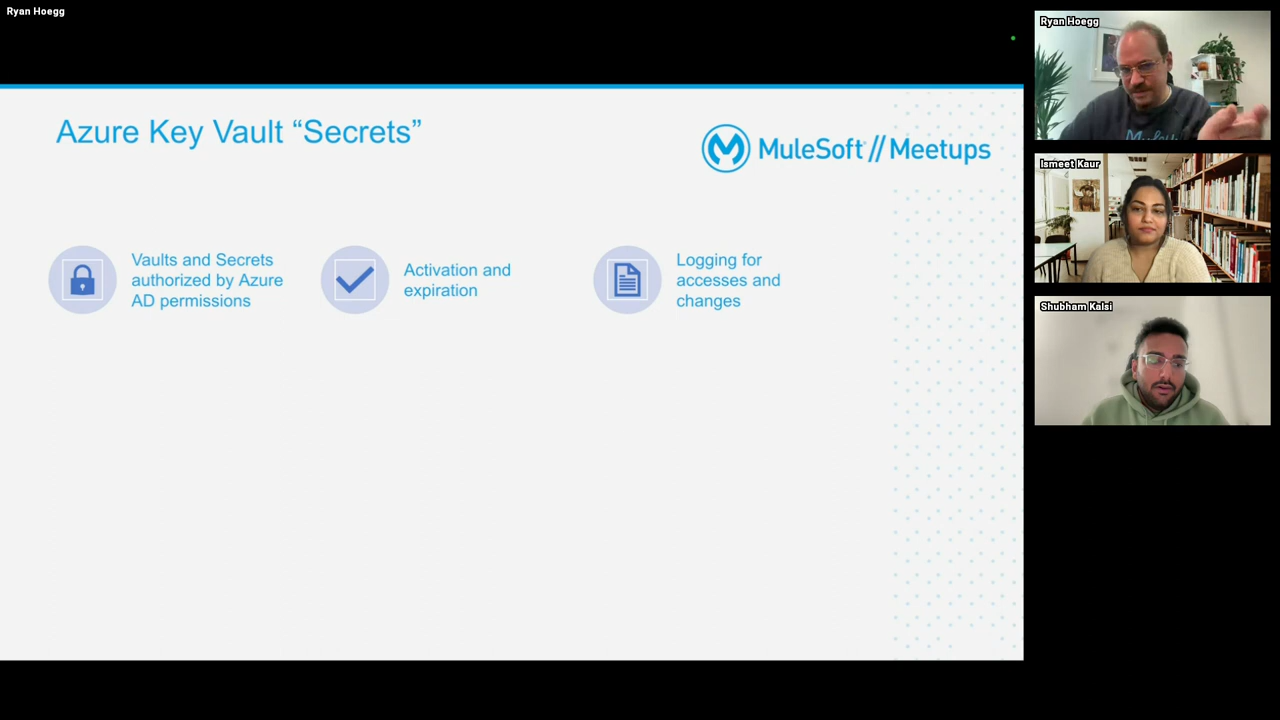 Ryan Hoegg
Azure Key Vault “Secrets”
MuleSoft // Meetups
Vaults and Secrets
authorized by Azure
AD permissions
Activation and
expiration
Logging for
accesses and
changes
Ryan Hoegg
Ismeet Kaur
Shubham Kalsi